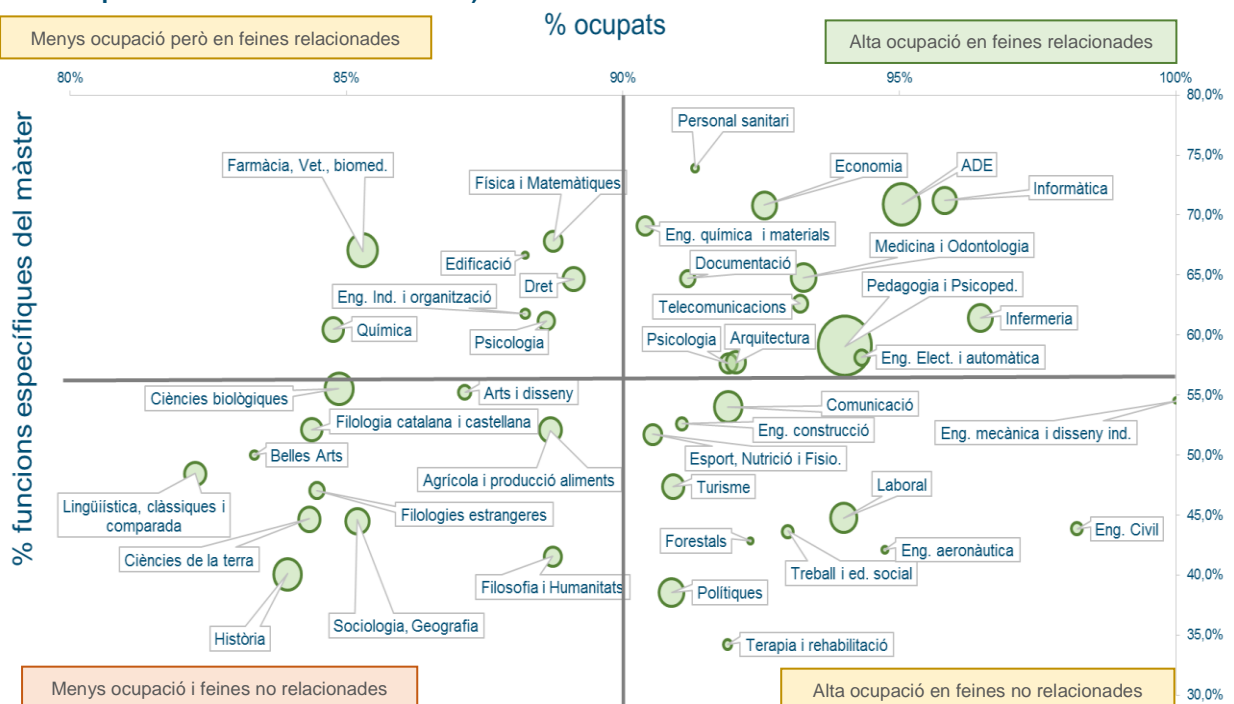 % ocupats
Menys ocupació però en feines relacionades
Alta ocupació en feines relacionades
80%
85%
90%
95%
100%
80,0%
75,0%
70,0%
65,0%
60,0%
55,0%
50,0%
45,0%
40,0%
35,0%
30,0%
% funcions específiques del màster
Personal sanitari
Farmàcia, Vet., biomed.
Economia
ADE
Física i Matemàtiques
Informàtica
Eng. química i materials
Medicina i Odontologia
Edificació
Documentació
Dret
Pedagogia i Psicoped.
Eng. Ind. i organització
Telecomunicacions
Infermeria
Química
Psicologia
Psicologia
Arquitectura
Eng. Elect. i automàtica
Ciències biològiques
Arts i disseny
Comunicació
Filologia catalana i castellana
Eng. construcció
Eng. mecànica i disseny ind.
Belles Arts
Esport, Nutrició i Fisio.
Agrícola i producció aliments
Turisme
Laboral
Lingüística, clàssiques i
comparada
Filologies estrangeres
Eng. Civil
Forestals
Eng. aeronàutica
Ciències de la terra
Treball i ed. social
Filosofia i Humanitats
Polítiques
Sociologia, Geografia
Història
Terapia i rehabilitació
Menys ocupació i feines no relacionades
Alta ocupació en feines no relacionades